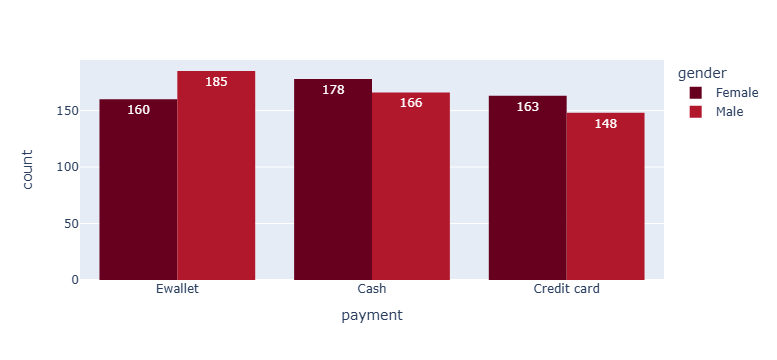 gender
Female
Male
count
150
100
50
0
160
185
178
166
163
148
Ewallet
Cash
Credit card
payment